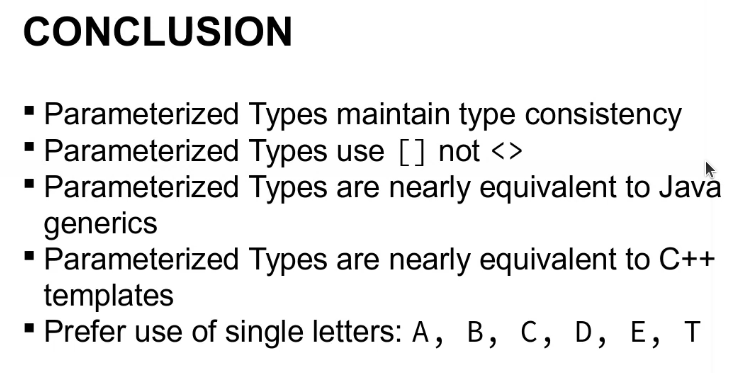 CONCLUSION
▪ Parameterized Types maintain type consistency
▪ Parameterized Types use [] not <>
▪ Parameterized Types are nearly equivalent to Java
generics
▪ Parameterized Types are nearly equivalent to C++
templates
▪ Prefer use of single letters: A, B, C, D, E, T